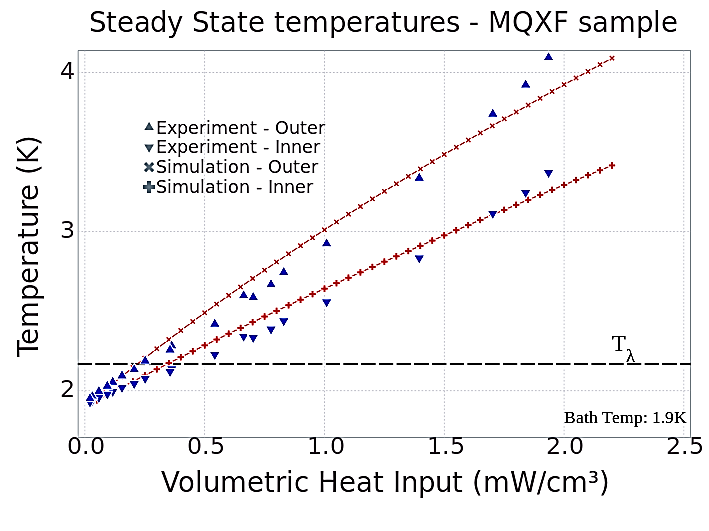 Steady State temperatures - MQXF sample
4
Experiment - Outer
Experiment - Inner
Simulation - Outer
Simulation - Inner
3
Temperature (K)
Tλ
2
Bath Temp: 1.9K
0.0 0.5 1.0 1.5 2.0 2.5
Volumetric Heat Input (mW/cm³)